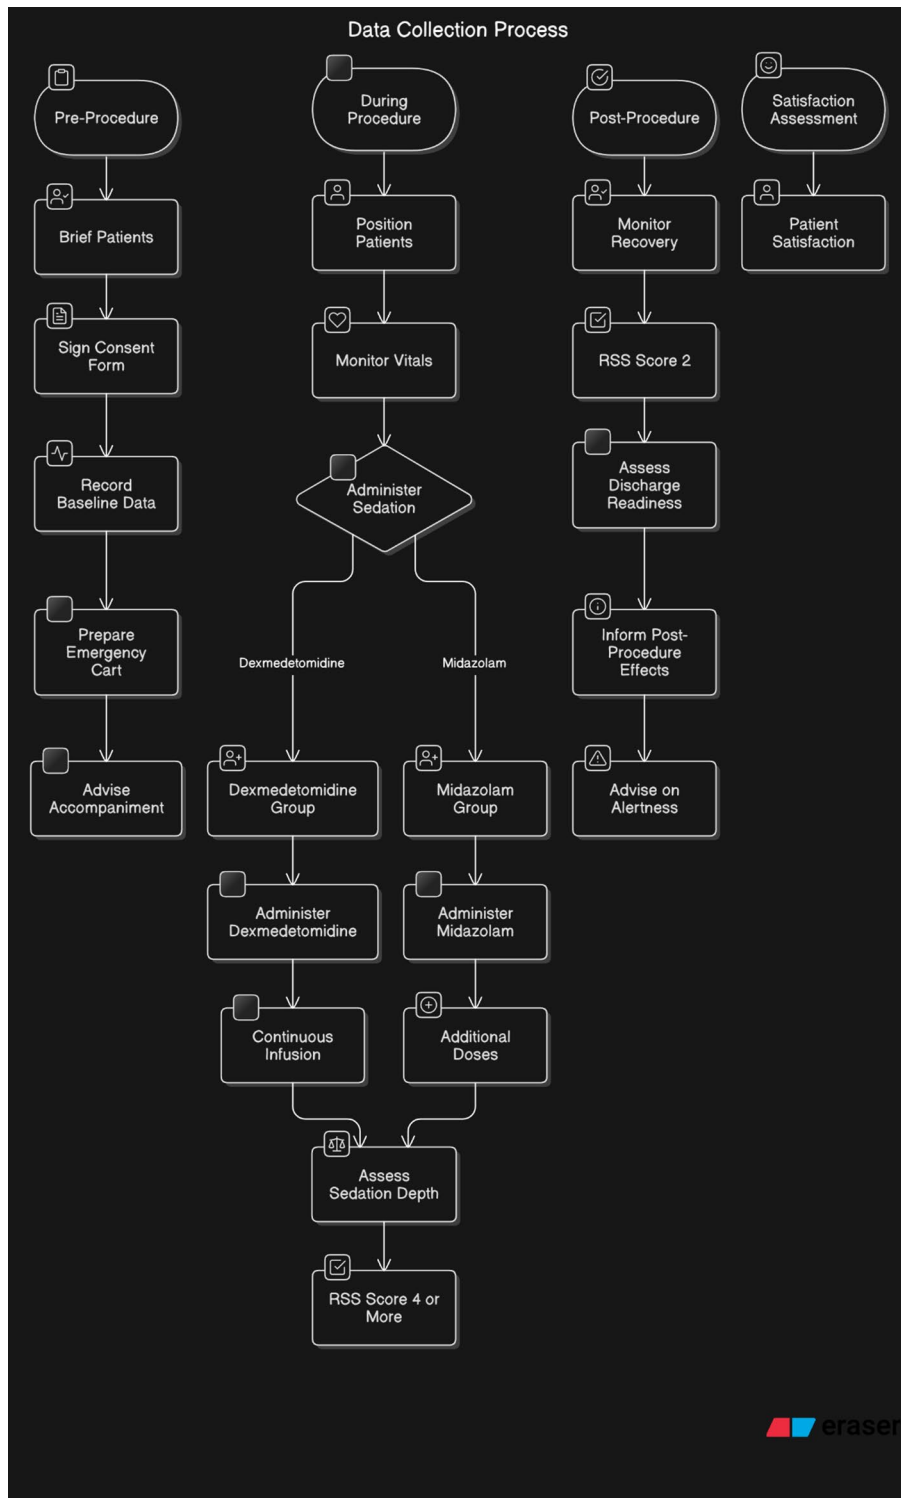 Data Collection Process
Pre-Procedure
Brief Patients
Sign Consent
Form
Record
Baseline Data
Prepare
Emergency
Cart
Advise
Accompaniment
During
Procedure
Position
Patients
Monitor Vitals
Administer
Sedation
Dexmedetomidine
Midazolam
Dexmedetomidine
Group
Midazolam
Group
Administer
Dexmedetomidine
Administer
Midazolam
Continuous
Infusion
Additional
Doses
Assess
Sedation Depth
RSS Score 4 or
More
Post-Procedure
Monitor
Recovery
RSS Score 2
Assess
Discharge
Readiness
Inform Post-
Procedure
Effects
Advise on
Alertness
Satisfaction
Assessment
Patient
Satisfaction
eraser